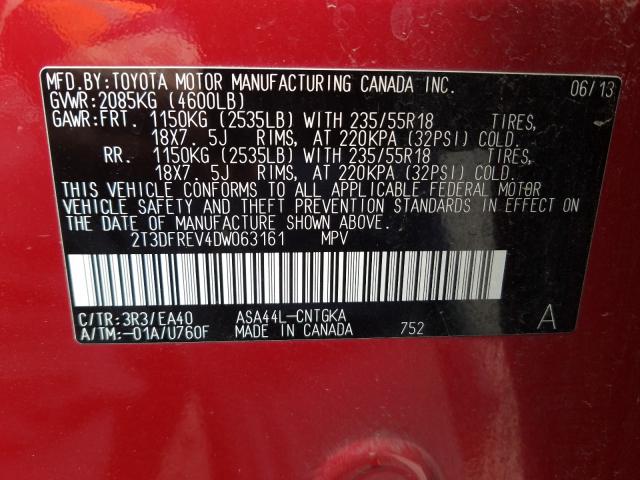 MFD.BY:TOYOTA MOTOR MANUFACTURING CANADA INC. 06/13
GVWR:2085KG (4600LB)
GAWR:FRT. 1150KG (2535LB) WITH 235/55R18 TIRES,
18X7. 5J RIMS, AT 220KPA (32PSI) COLD.
RR. 1150KG (2535LB) WITH 235/55R18 TIRES,
18X7. 5J RIMS, AT 220KPA (32PSI) COLD.
THIS VEHICLE CONFORMS TO ALL APPLICABLE FEDERAL MOTOR
VEHICLE SAFETY AND THEFT PREVENTION STANDARDS IN EFFECT ON
THE DATE OF MANUFACTURE SHOWN ABOVE.
2T3DFREV4DW063161 MPV
C/TR:3R3/EA40 ASA44L-CNTGKA
A/TM:-01A/U760F MADE IN CANADA 752 A